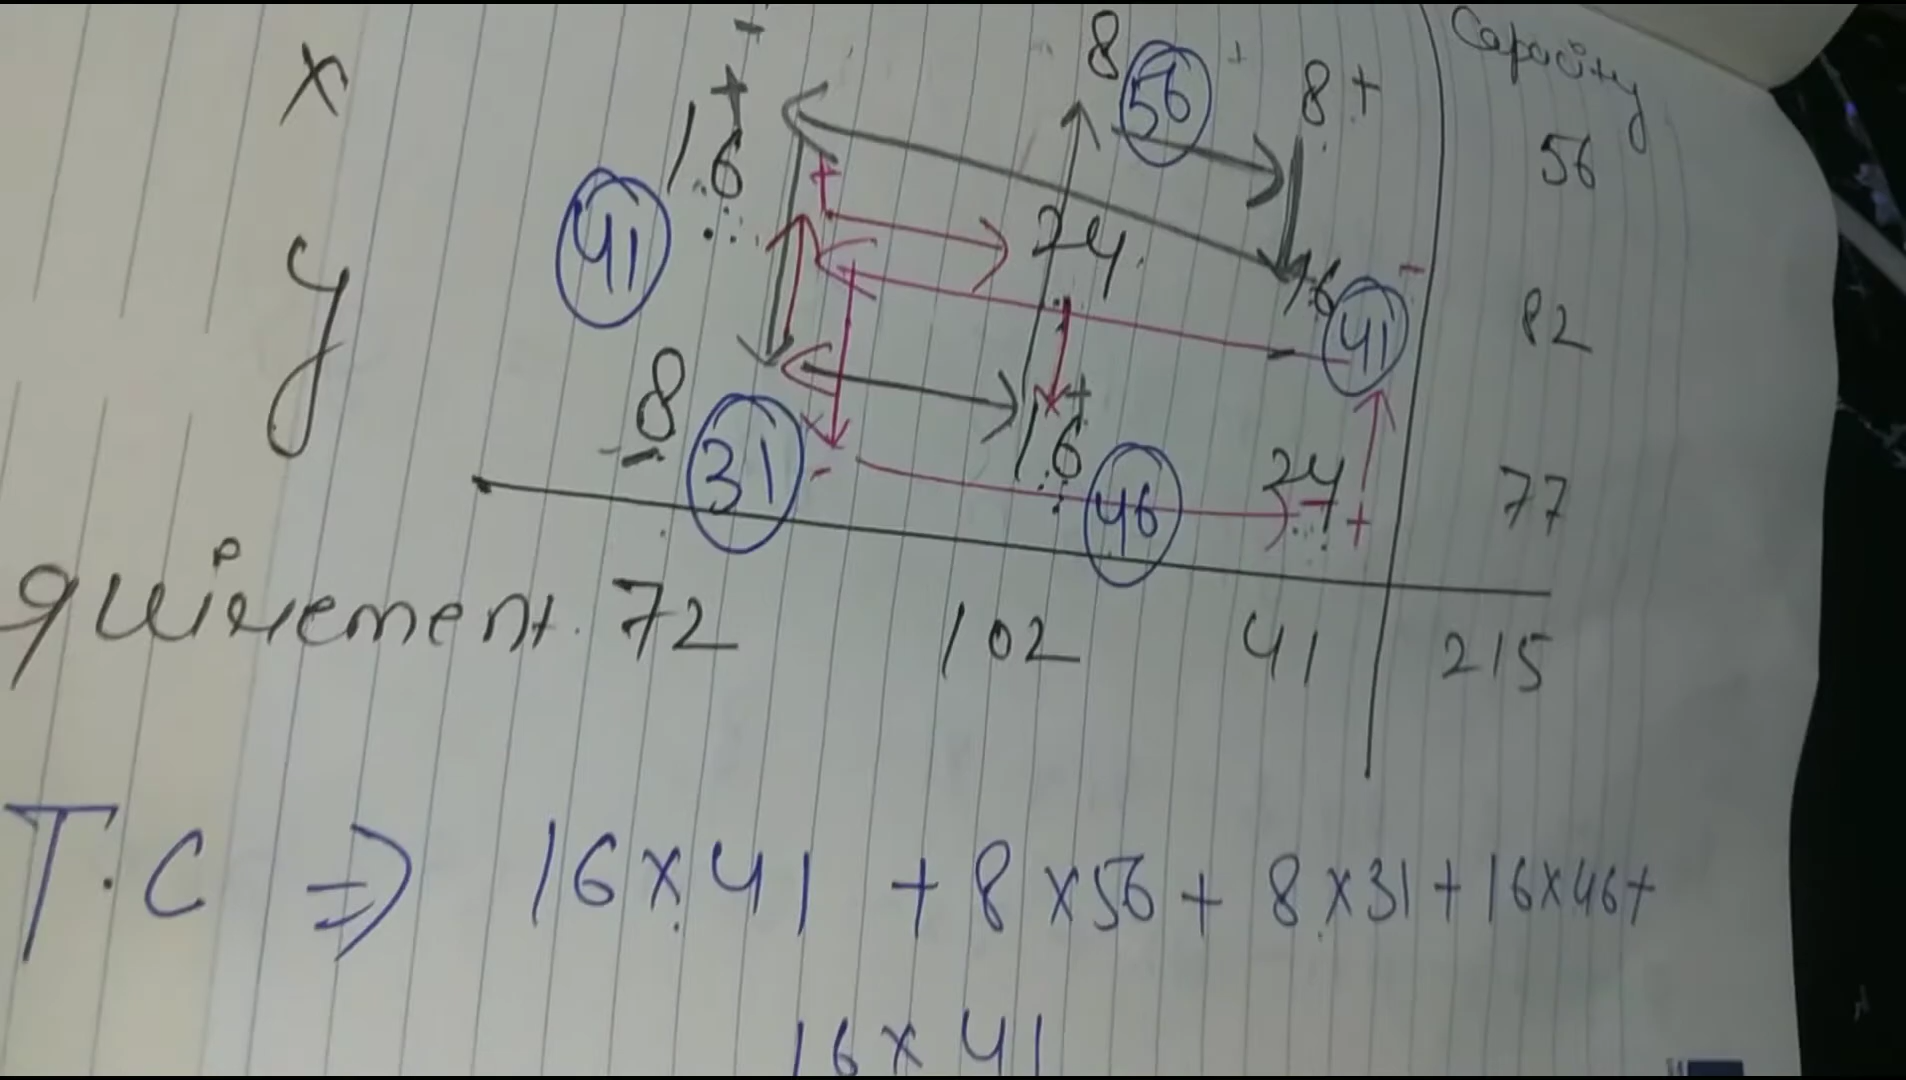 Capacity
x 8 56 + 8 + 56
41 16 + 24 16 41 - 82
y
- 8 31 - 16 + 46 24 - + 77
quirement 72 102 41 215
T.C ⇒ 16 x 41 + 8 x 56 + 8 x 31 + 16 x 46 +
16 x 41